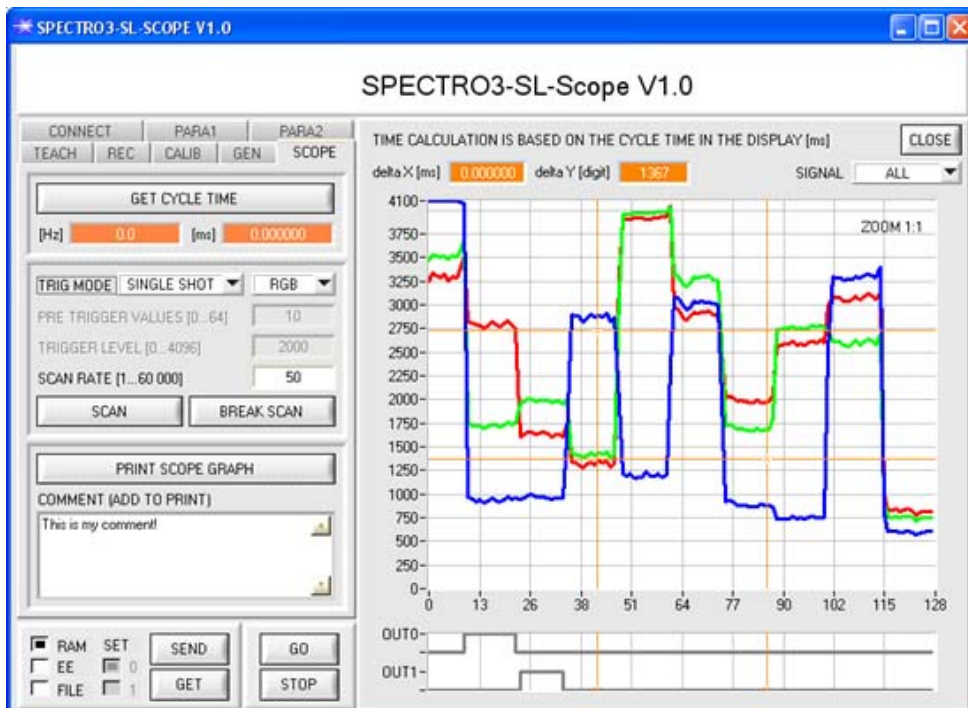 SPECTRO3-SL-SCOPE V1.0
SPECTRO3-SL-Scope V1.0
CONNECT PARA1 PARA2
TEACH REC CALIB GEN SCOPE
GET CYCLE TIME
[Hz] 0.0 [ms] 0.000000
TRIG MODE SINGLE SHOT RGB
PRE TRIGGER VALUES [0..64] 10
TRIGGER LEVEL [0..4096] 2000
SCAN RATE [1...60 000] 50
SCAN BREAK SCAN
PRINT SCOPE GRAPH
COMMENT (ADD TO PRINT)
This is my comment!
RAM SET SEND GO
EE 0
FILE 1 GET STOP
TIME CALCULATION IS BASED ON THE CYCLE TIME IN THE DISPLAY [ms] CLOSE
delta X [ms] 0.000000 delta Y [digit] 1367 SIGNAL ALL
ZOOM 1:1
4100
3750
3500
3250
3000
2750
2500
2250
2000
1750
1500
1250
1000
750
500
250
0
0 13 26 38 51 64 77 90 102 115 128
OUT0
OUT1